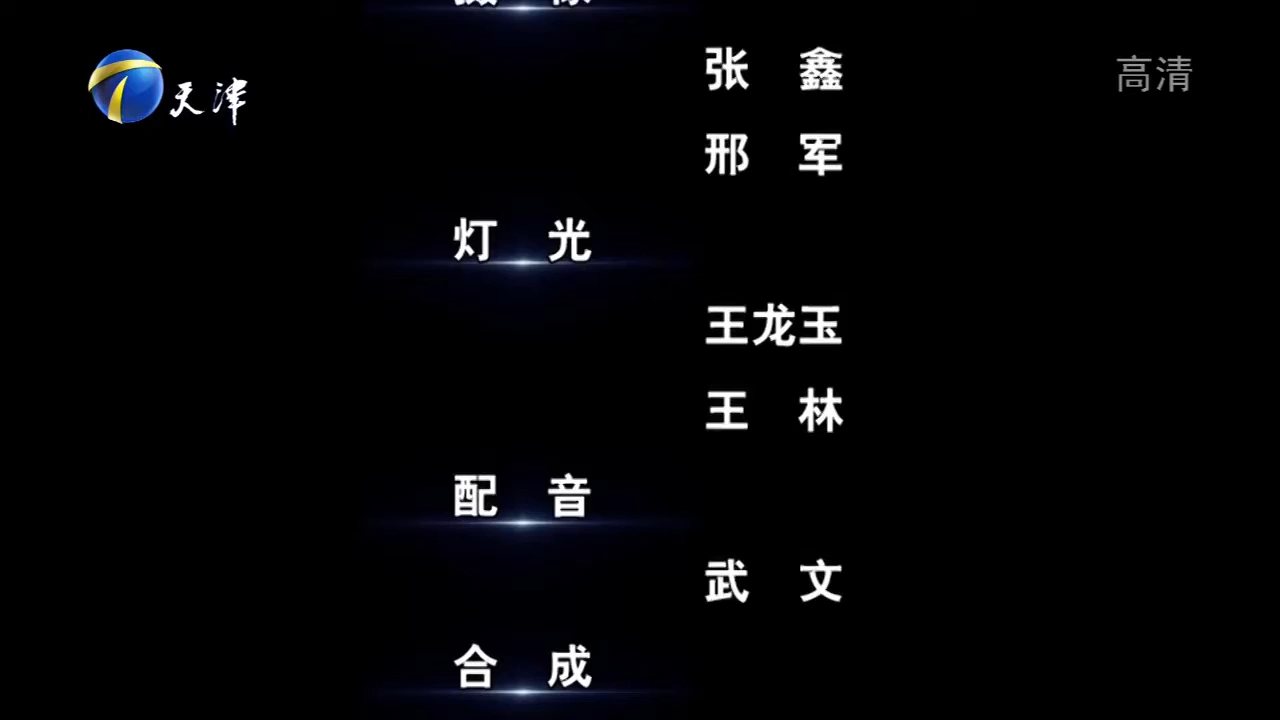 张 鑫
天津
高清
邢 军
灯 光
王龙玉
王 林
配 音
武 文
合 成